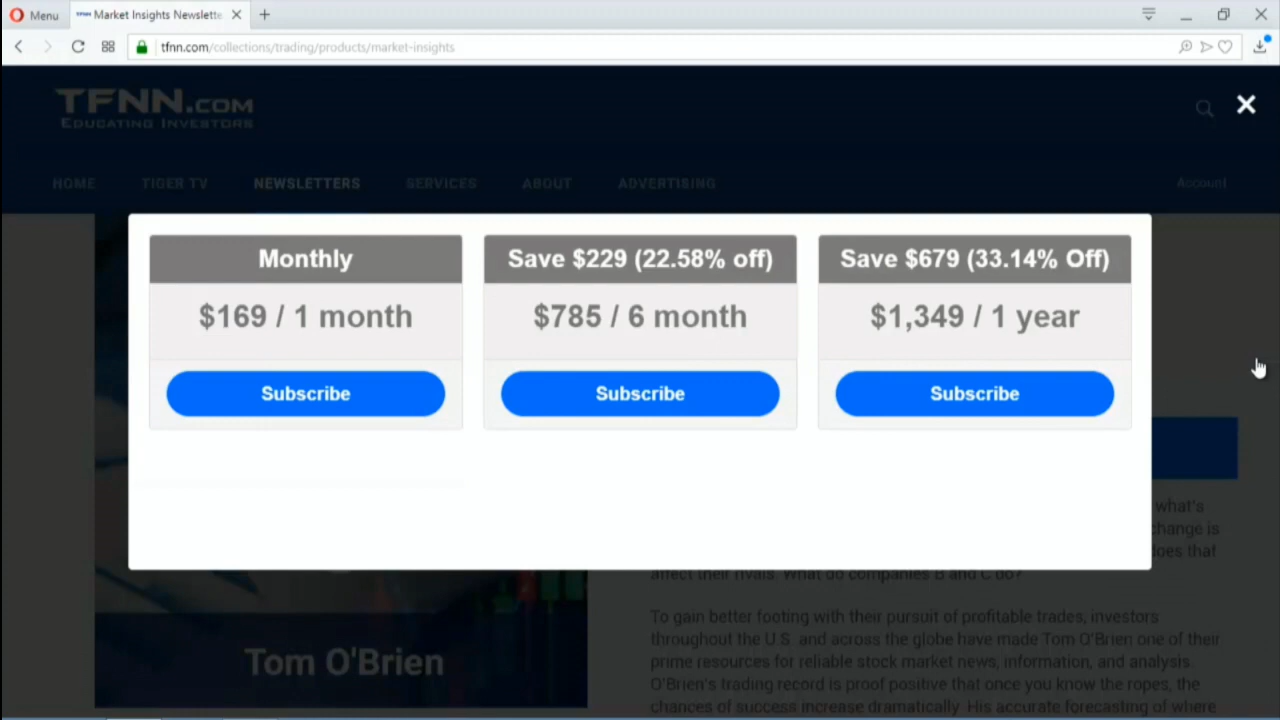 Menu
TFNN Market Insights Newslette
tfnn.com/collections/trading/products/market-insights
TFNN.COM
EDUCATING INVESTORS
HOME TIGER TV NEWSLETTERS SERVICES ABOUT ADVERTISING Account
Monthly
$169 / 1 month
Subscribe
Save $229 (22.58% off)
$785 / 6 month
Subscribe
Save $679 (33.14% Off)
$1,349 / 1 year
Subscribe
what's
change is
does that
affect their rivals. What do companies B and C do?
To gain better footing with their pursuit of profitable trades, investors
throughout the U.S. and across the globe have made Tom O'Brien one of their
prime resources for reliable stock market news, information, and analysis.
O'Brien's trading record is proof positive that once you know the ropes, the
chances of success increase dramatically. His accurate forecasting of where
Tom O'Brien